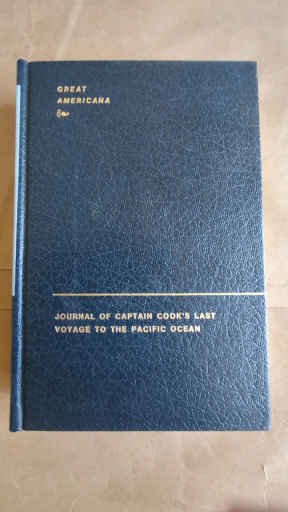 GREAT
AMERICANA
JOURNAL OF CAPTAIN COOK'S LAST
VOYAGE TO THE PACIFIC OCEAN